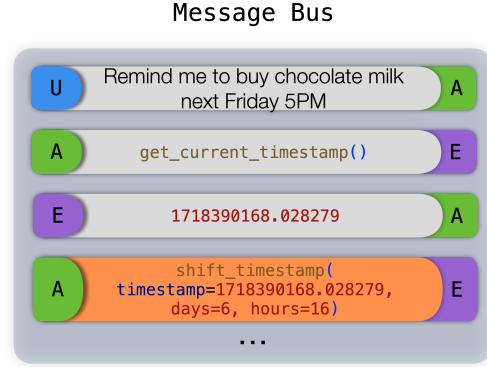 Message Bus
U Remind me to buy chocolate milk A
next Friday 5PM
A get_current_timestamp() E
E 1718390168.028279 A
shift_timestamp(
A timestamp=1718390168.028279, E
days=6, hours=16)
...